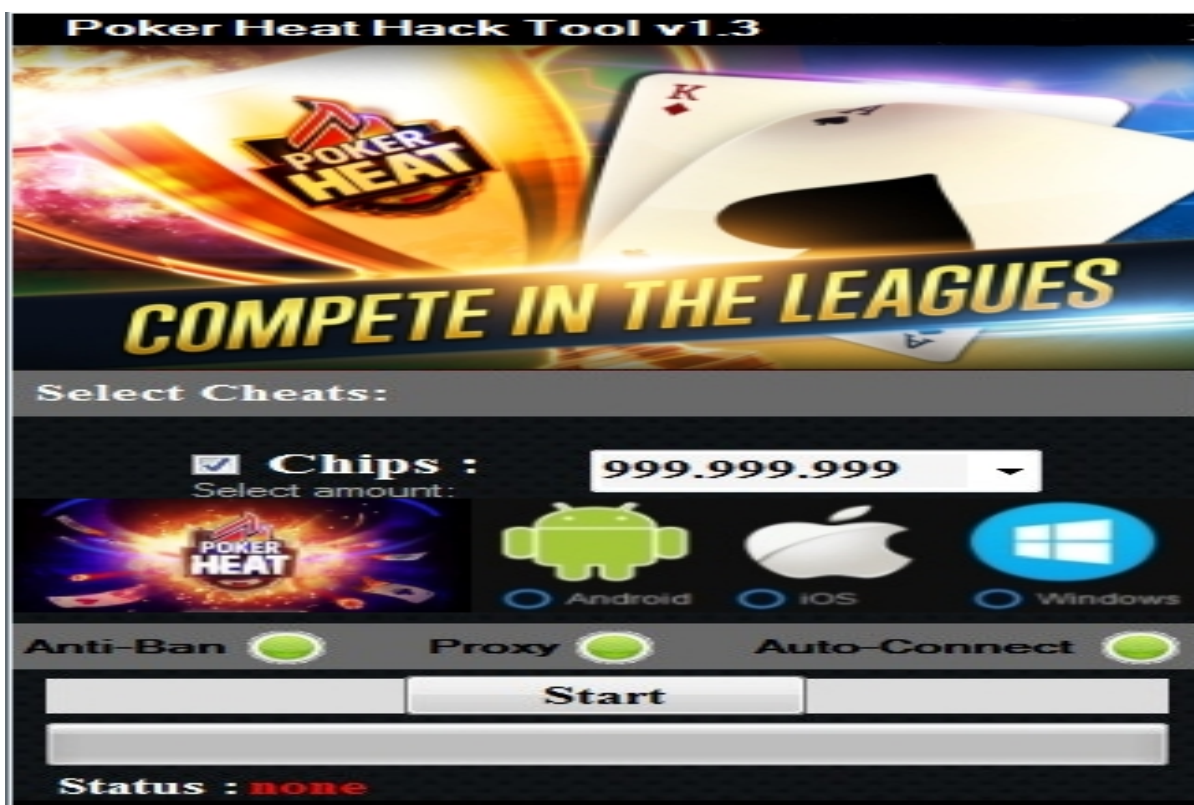 Poker Heat Hack Tool v1.3
K
A
POKER
HEAT
COMPETE IN THE LEAGUES
A
Select Cheats:
Chips :
999.999.999
Select amount:
POKER
HEAT
Android
iOS
Windows
Anti-Ban
Proxy
Auto-Connect
Start
Status : none